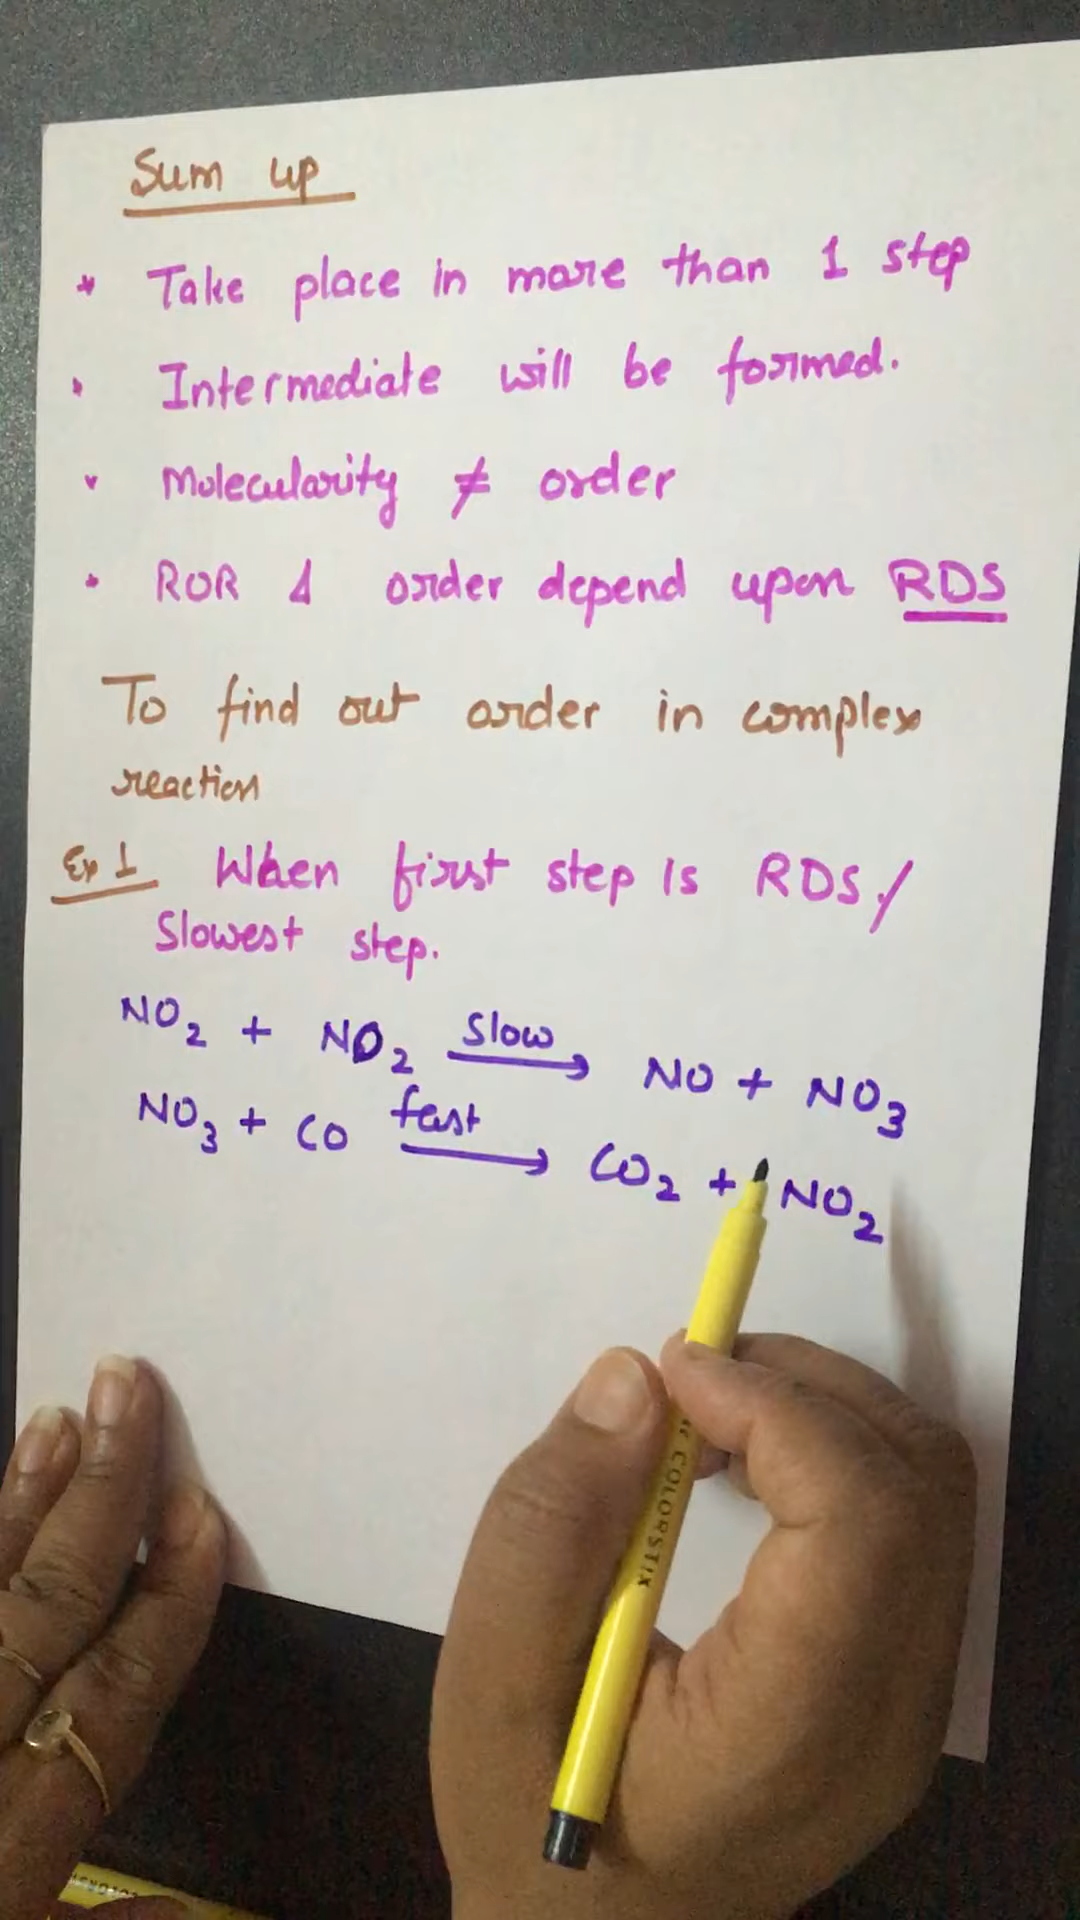 Sum up
* Take place in more than 1 step
Intermediate will be formed.
Molecularity ≠ order
ROR & order depend upon RDS
To find out order in complex
reaction
Ex 1 When first step is RDS /
Slowest step.
NO₂ + NO₂ slow → NO + NO₃
NO₃ + CO fast → CO₂ + NO₂
COLORSTIX